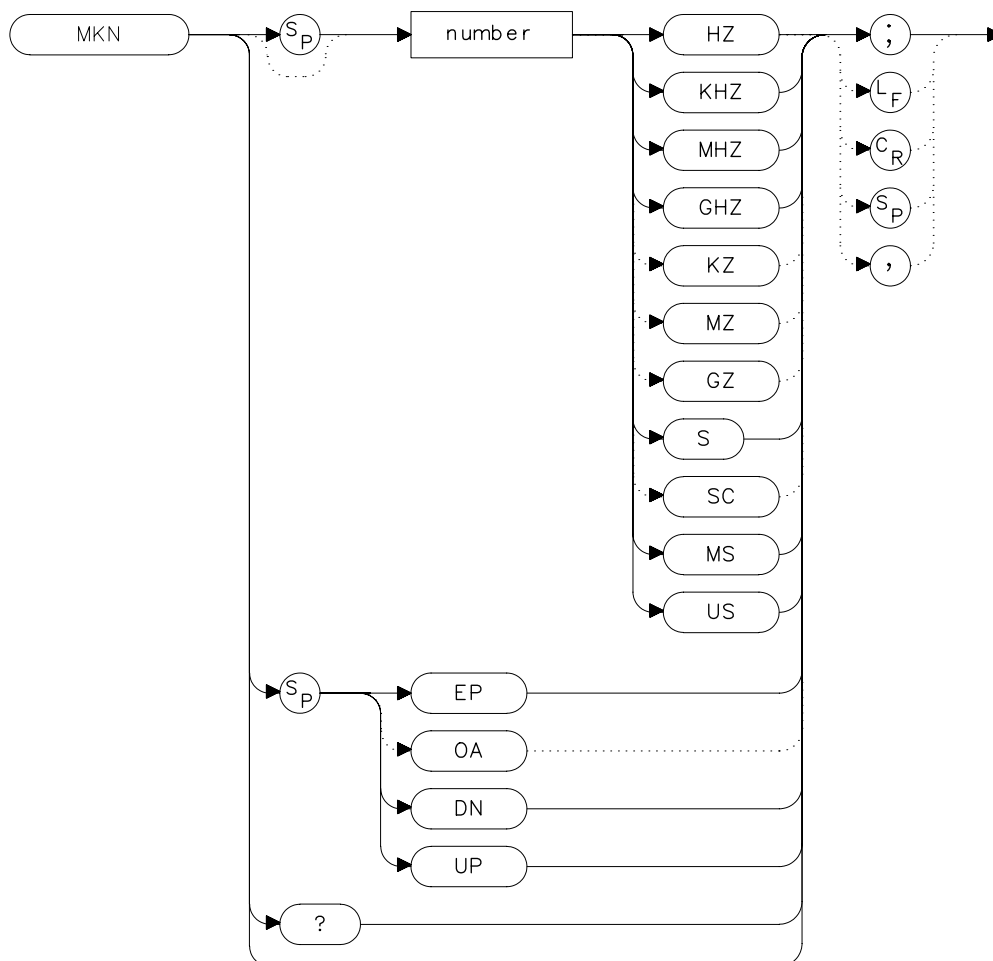 MKN SP number HZ ;
KHZ LF
MHZ CR
GHZ SP
KZ ,
MZ
GZ
S
SC
MS
US
SP EP
OA
DN
UP
?